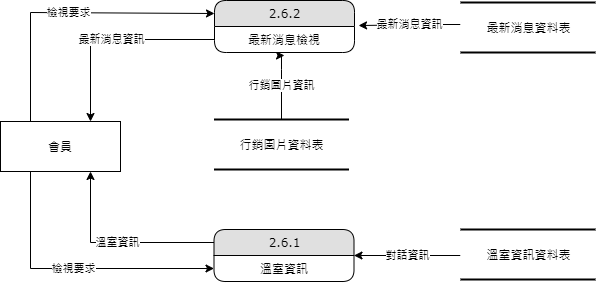 檢視要求
2.6.2
最新消息資訊
最新消息資料表
最新消息資訊
最新消息檢視
行銷圖片資訊
會員
行銷圖片資料表
溫室資訊
2.6.1
對話資訊
溫室資訊資料表
檢視要求
溫室資訊